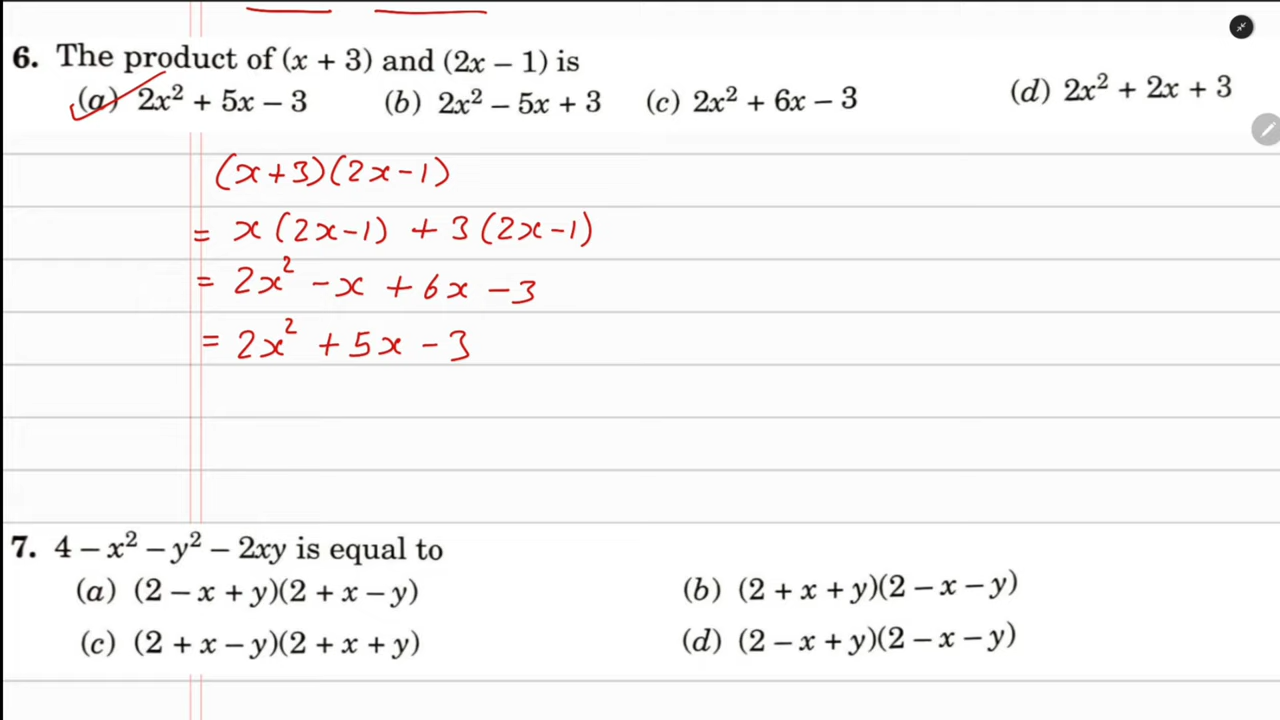 6. The product of (x + 3) and (2x – 1) is
(a) 2x² + 5x – 3 (b) 2x² – 5x + 3 (c) 2x² + 6x – 3 (d) 2x² + 2x + 3
(x+3)(2x-1)
= x(2x-1) + 3(2x-1)
= 2x² -x + 6x -3
= 2x² + 5x - 3
7. 4 – x² – y² – 2xy is equal to
(a) (2 – x + y)(2 + x – y) (b) (2 + x + y)(2 – x – y)
(c) (2 + x – y)(2 + x + y) (d) (2 – x + y)(2 – x – y)